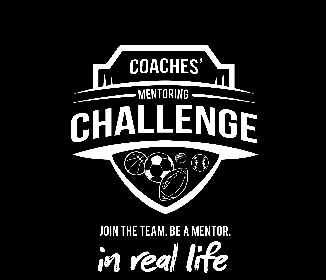 COACHES'
MENTORING
CHALLENGE
JOIN THE TEAM. BE A MENTOR.
in real life